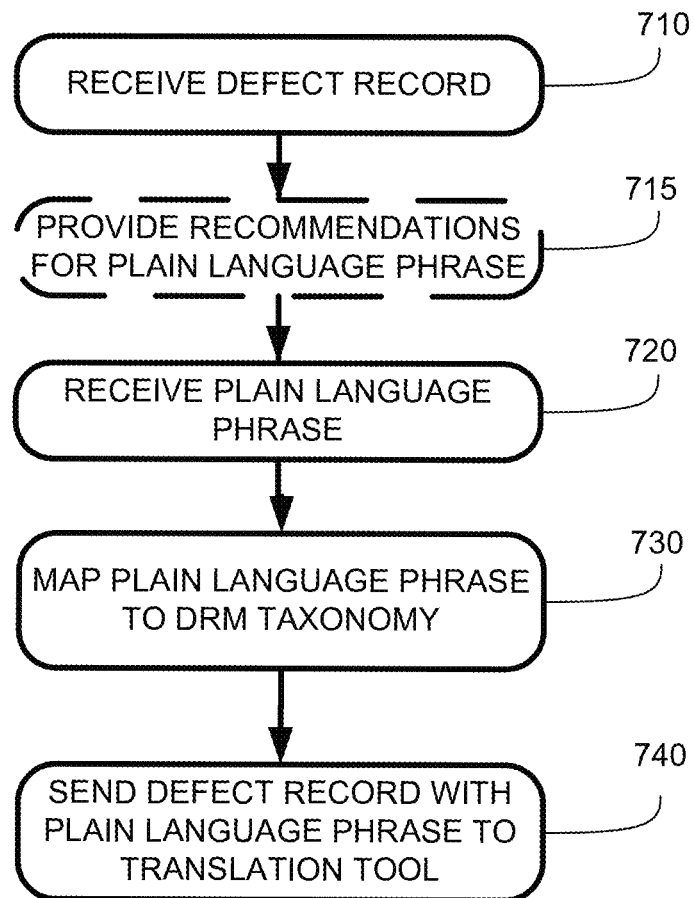 710
RECEIVE DEFECT RECORD
715
PROVIDE RECOMMENDATIONS
FOR PLAIN LANGUAGE PHRASE
720
RECEIVE PLAIN LANGUAGE
PHRASE
730
MAP PLAIN LANGUAGE PHRASE
TO DRM TAXONOMY
740
SEND DEFECT RECORD WITH
PLAIN LANGUAGE PHRASE TO
TRANSLATION TOOL